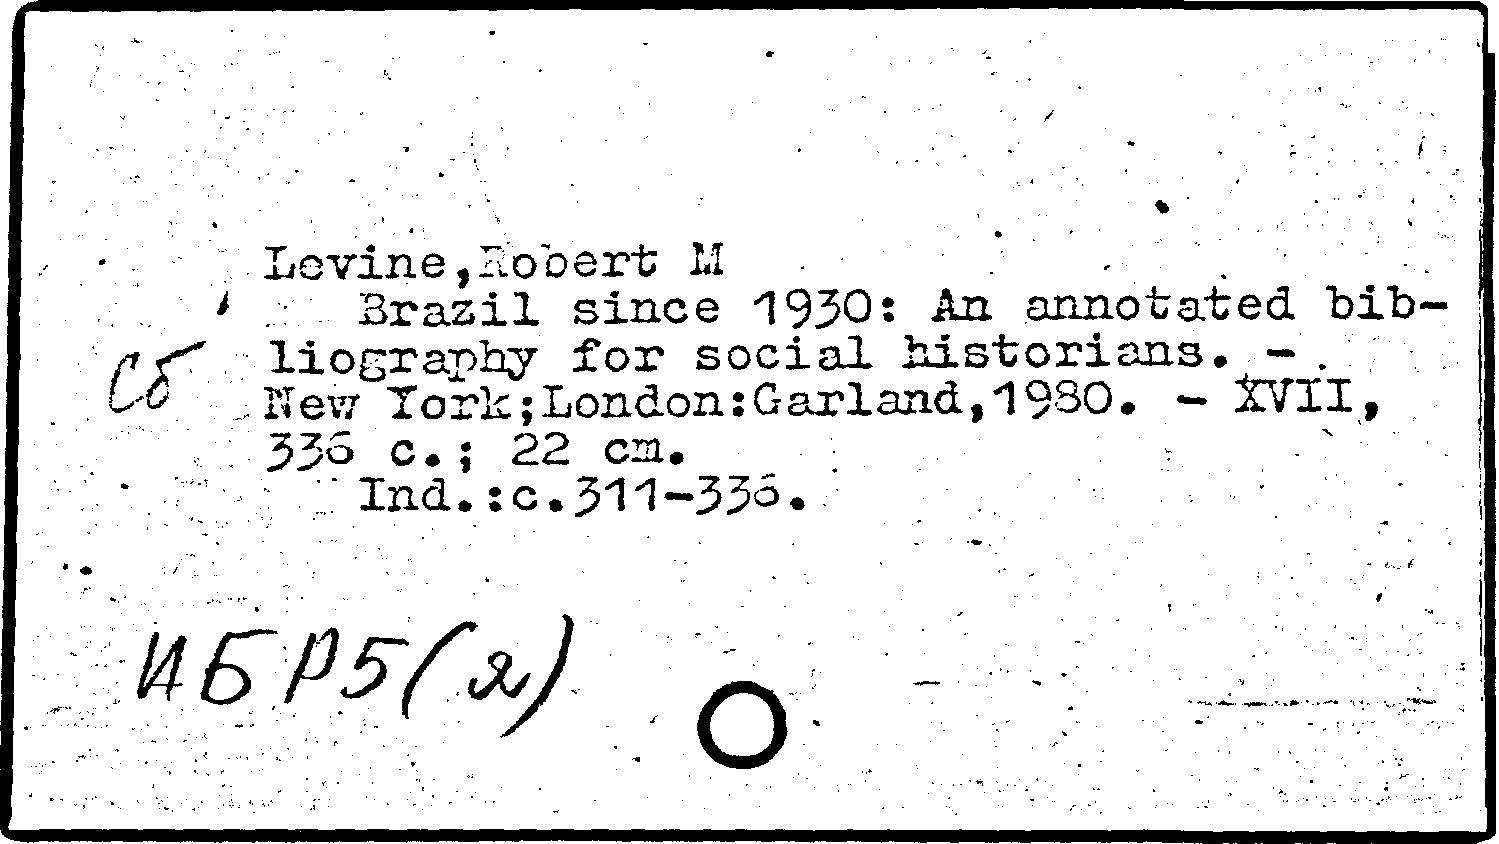 Levine,Robert M
Brazil since 1930: An annotated bib-
liography for social historians. -
Сб
New York;London:Garland,1980. - XVII,
336 с.; 22 cm.
Ind.:с.311-336.
ИБР5(я)